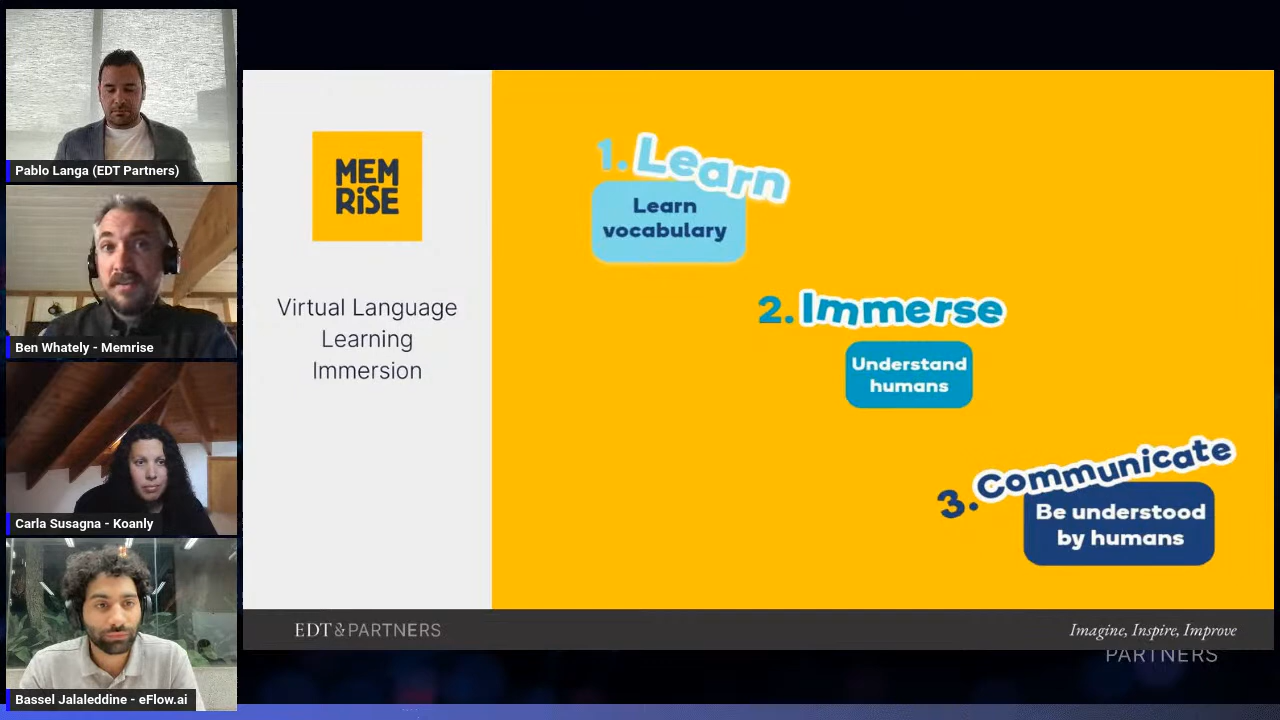 Pablo Langa (EDT Partners)
Ben Whately - Memrise
Carla Susagna - Koanly
Bassel Jalaleddine - eFlow.ai
MEM
RiSE
Virtual Language
Learning
Immersion
1. Learn
Learn
vocabulary
2. Immerse
Understand
humans
3. Communicate
Be understood
by humans
EDT&PARTNERS
Imagine, Inspire, Improve
PARTNERS